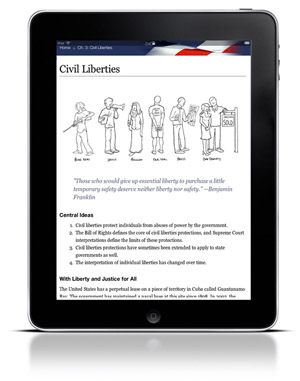 Home
Ch. 3: Civil Liberties
Civil Liberties
"Those who would give up essential liberty to purchase a little
temporary safety deserve neither liberty nor safety." —Benjamin
Franklin
Central Ideas
1. Civil liberties protect individuals from abuses of power by the government.
2. The Bill of Rights defines the core of civil liberties protections, and Supreme Court
interpretations define the limits of these protections.
3. Civil liberties protections have sometimes been extended to apply to state
governments as well.
4. The interpretation of individual liberties has changed over time.
With Liberty and Justice for All
The United States has a perpetual lease on a piece of territory in Cuba called Guantanamo
Bay. The government has maintained a naval base at this site since 1898. In 2002, the